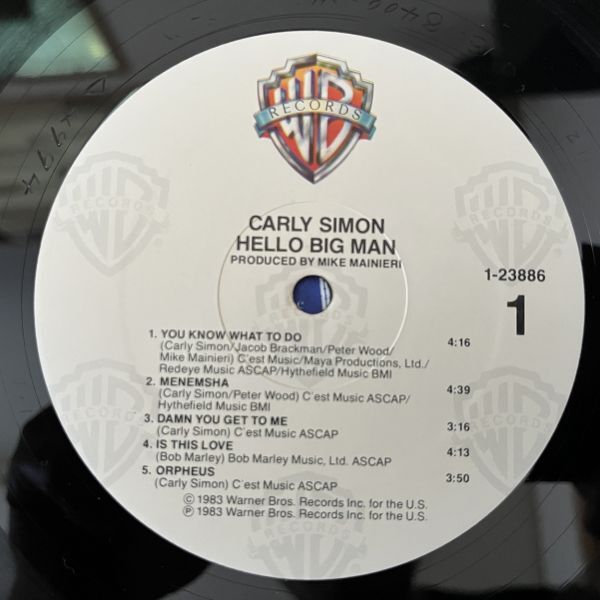 WB
RECORDS
CARLY SIMON
HELLO BIG MAN
PRODUCED BY MIKE MAINIERI
1-23886
1
1. YOU KNOW WHAT TO DO 4:16
(Carly Simon/Jacob Brackman/Peter Wood/
Mike Mainieri) C'est Music/Maya Productions, Ltd./
Redeye Music ASCAP/Hythefield Music BMI
2. MENEMSHA 4:39
(Carly Simon/Peter Wood) C'est Music ASCAP/
Hythefield Music BMI
3. DAMN YOU GET TO ME 3:16
(Carly Simon) C'est Music ASCAP
4. IS THIS LOVE 4:13
(Bob Marley) Bob Marley Music, Ltd. ASCAP
5. ORPHEUS 3:50
(Carly Simon) C'est Music ASCAP
© 1983 Warner Bros. Records Inc. for the U.S.
℗ 1983 Warner Bros. Records Inc. for the U.S.